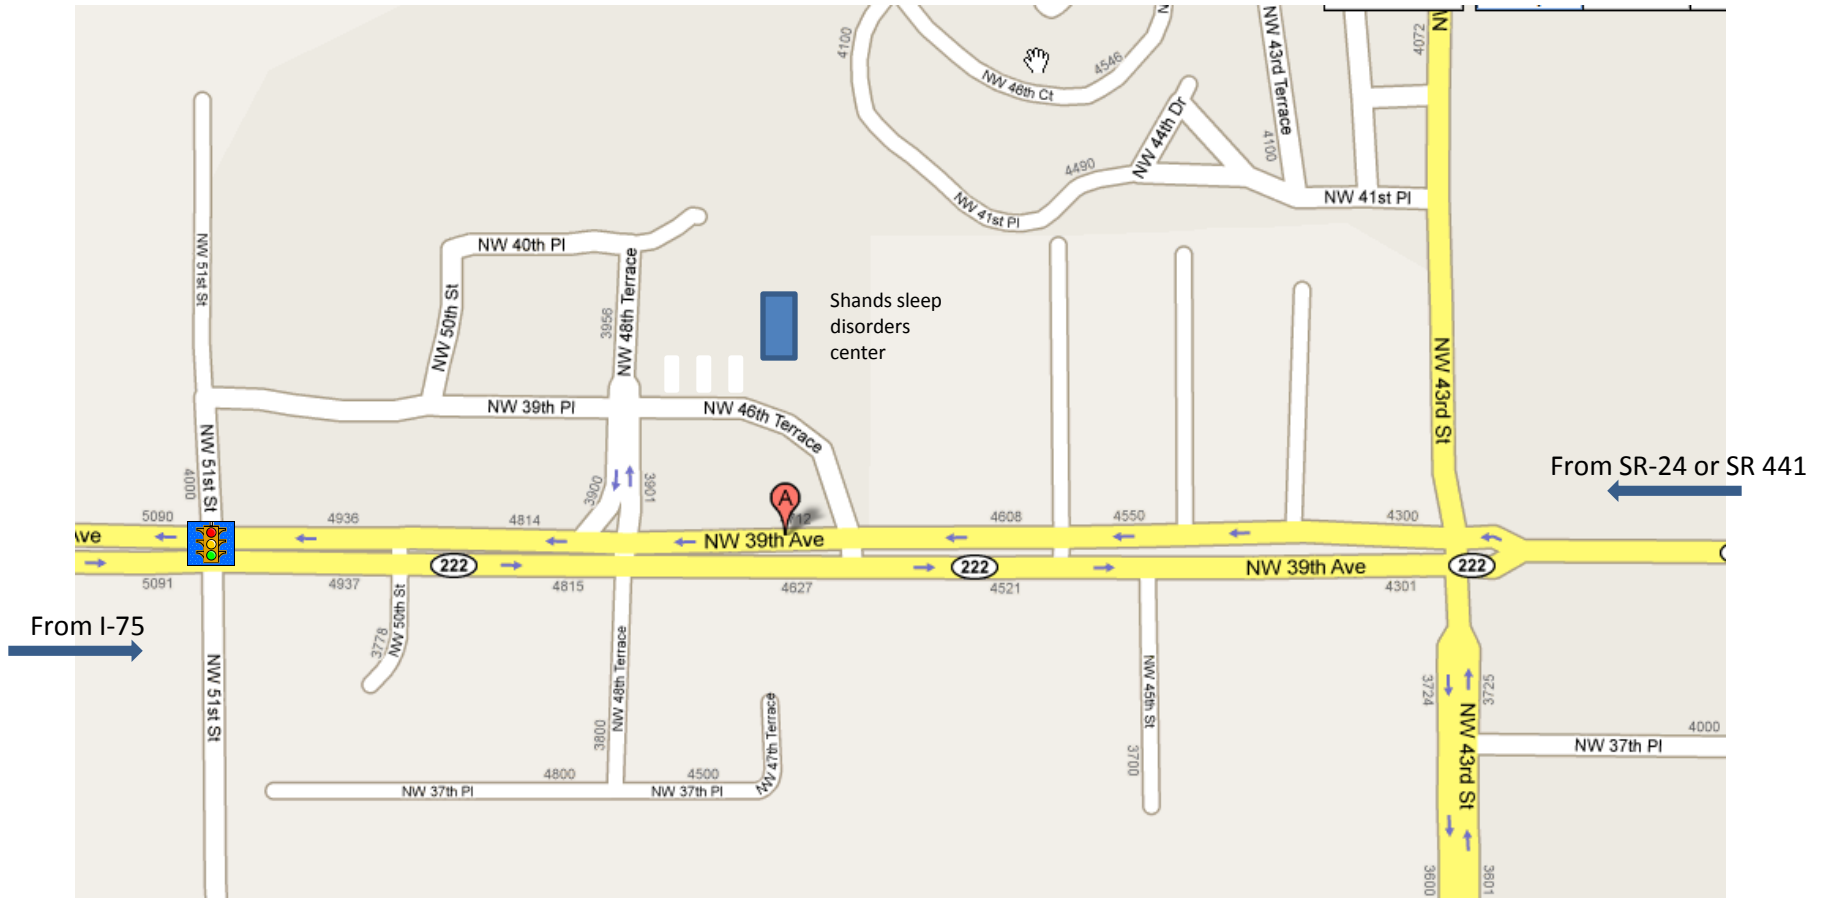 NW
4072
4100
NW 46th Ct
4546
NW 43rd Terrace
4100
NW 44th Dr
4490
NW 41st Pl
NW 41st Pl
NW 51st St
NW 40th Pl
NW 50th St
3956
NW 48th Terrace
Shands sleep
disorders
center
NW 43rd St
NW 39th Pl
NW 46th Terrace
NW 51st St
4000
3900
3901
A
From SR-24 or SR 441
5090
4936
4814
712
4608
4550
4300
Ave
NW 39th Ave
222
222
NW 39th Ave
222
5091
4937
4815
4627
4521
4301
From I-75
3778
NW 50th St
NW 48th Terrace
3800
NW 51st St
NW 47th Terrace
NW 45th St
3700
3724
3725
NW 43rd St
4000
NW 37th Pl
4800
4500
NW 37th Pl
NW 37th Pl
3600
3601